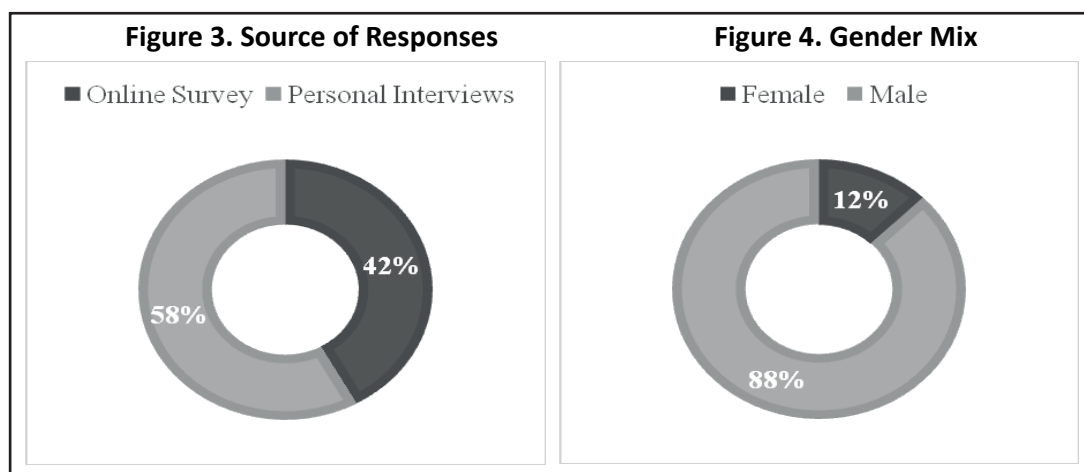 Figure 3. Source of Responses
Online Survey Personal Interviews
42%
58%
Figure 4. Gender Mix
Female Male
12%
88%